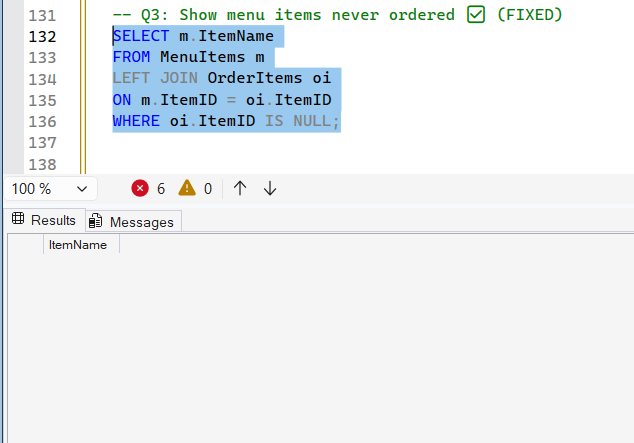 131 -- Q3: Show menu items never ordered ✅ (FIXED)
132 SELECT m.ItemName
133 FROM MenuItems m
134 LEFT JOIN OrderItems oi
135 ON m.ItemID = oi.ItemID
136 WHERE oi.ItemID IS NULL;
137
138
100 % 6 0 ↑ ↓
Results Messages
ItemName